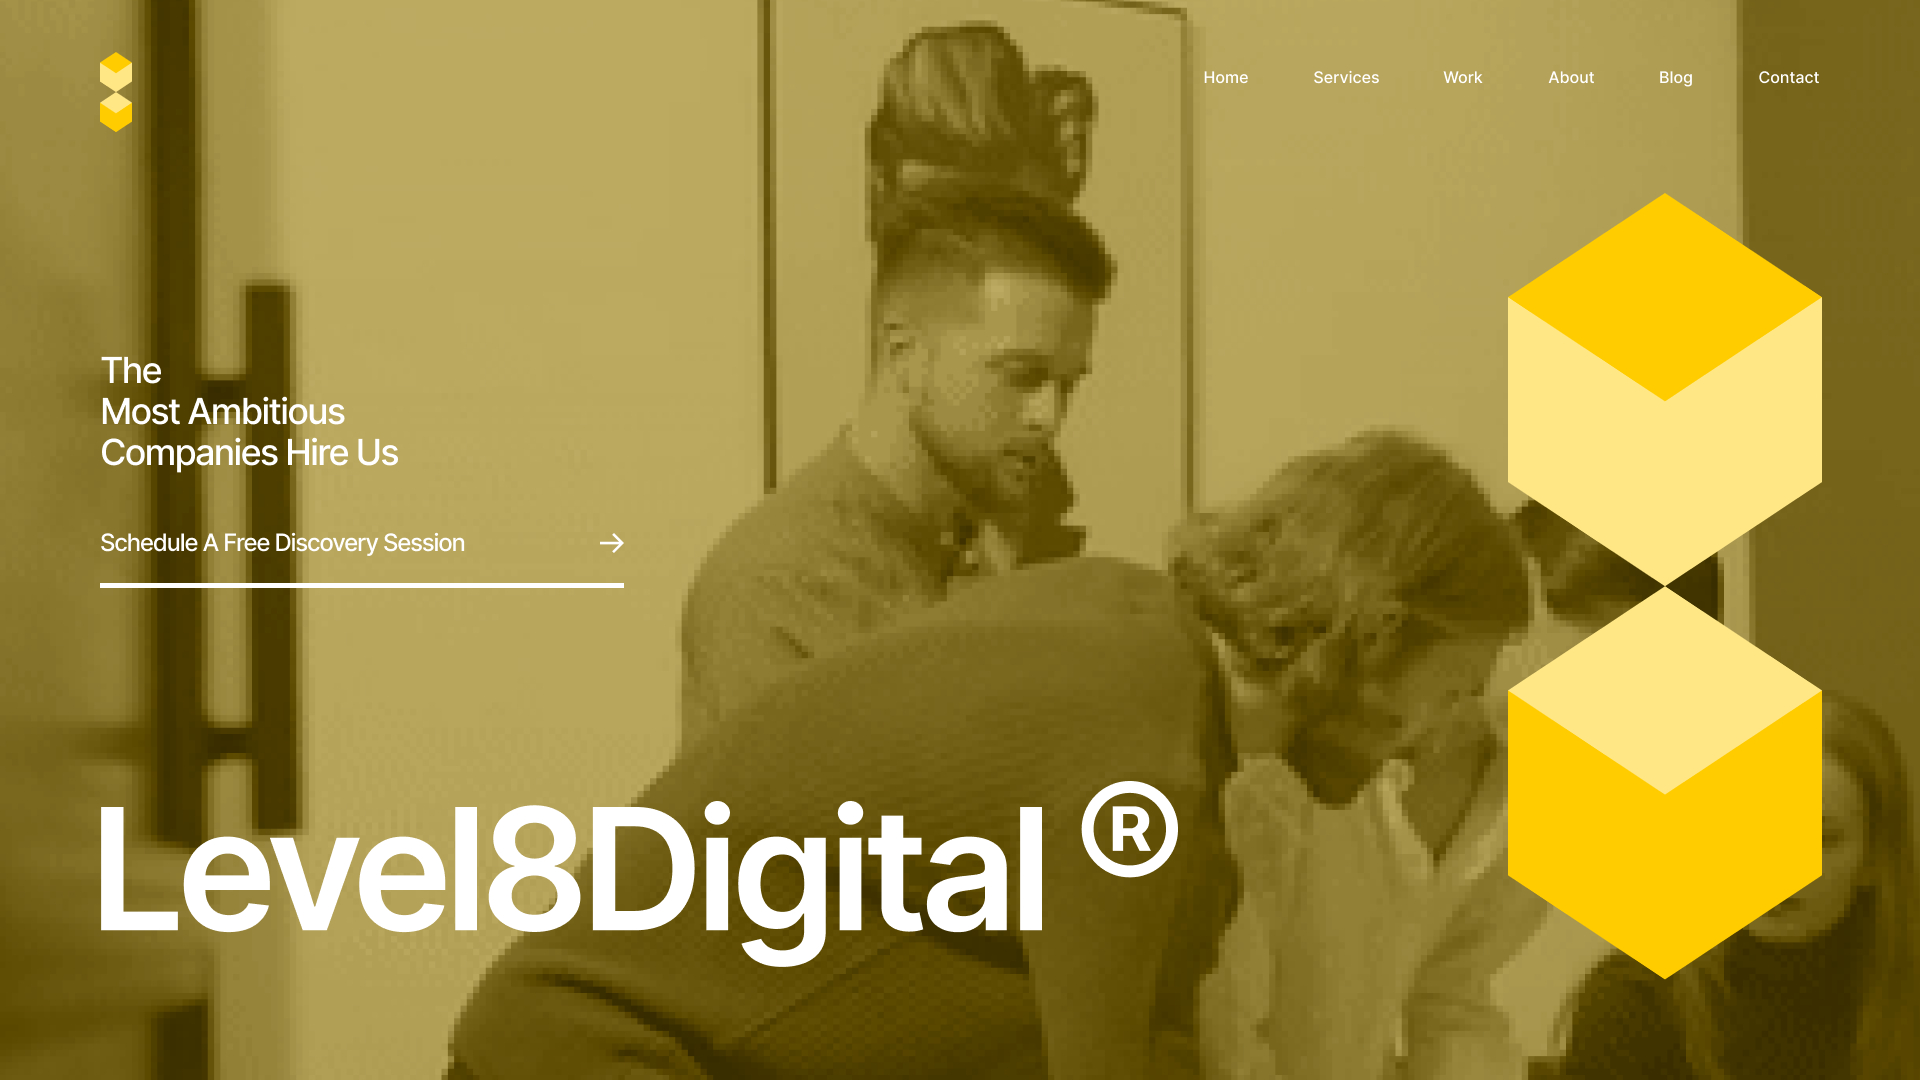 Home
Services
Work
About
Blog
Contact
The
Most Ambitious
Companies Hire Us
Schedule A Free Discovery Session →
Level8Digital ®